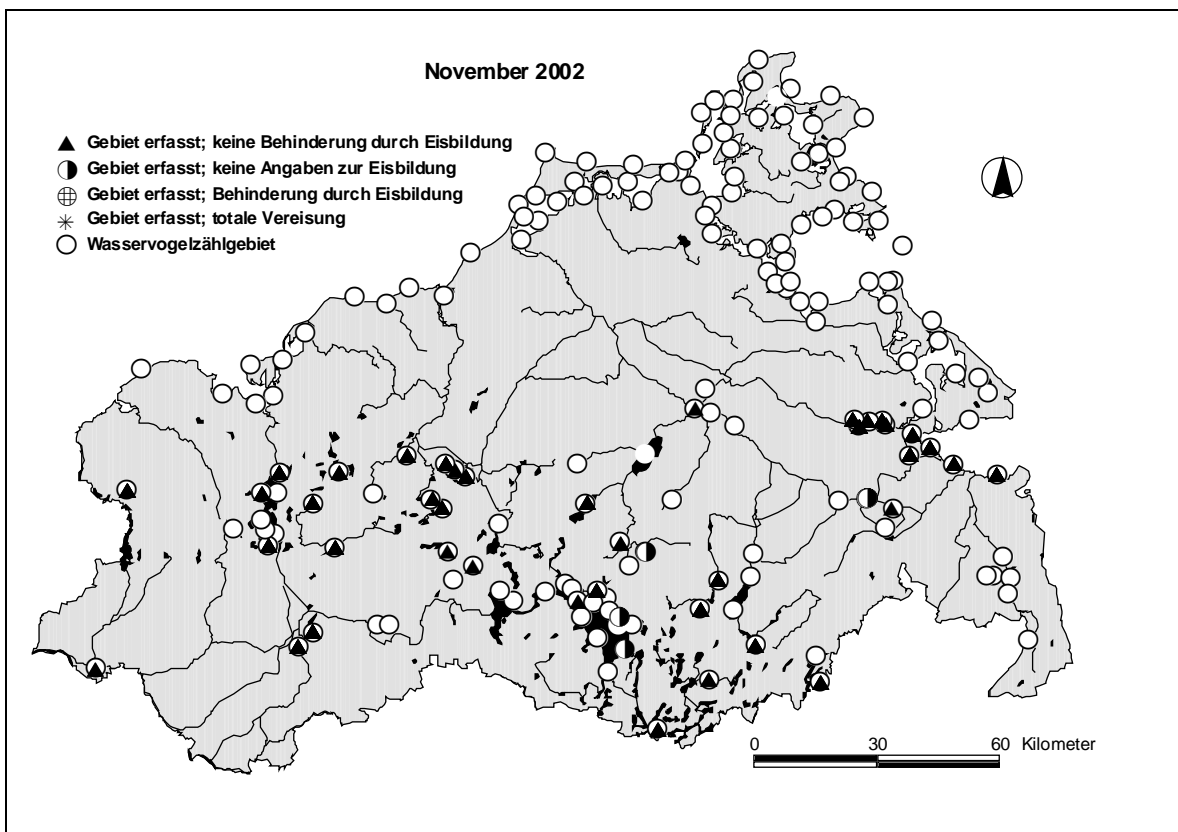 November 2002
Gebiet erfasst; keine Behinderung durch Eisbildung
Gebiet erfasst; keine Angaben zur Eisbildung
Gebiet erfasst; Behinderung durch Eisbildung
Gebiet erfasst; totale Vereisung
Wasservogelzählgebiet
0 30 60 Kilometer